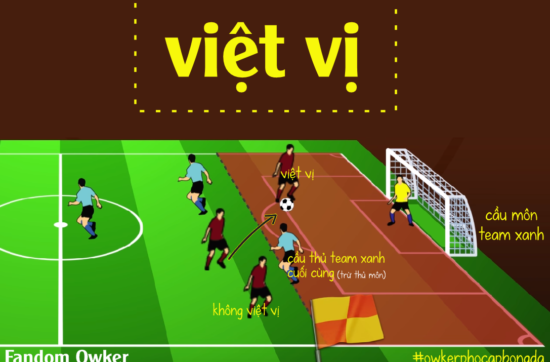 việt vị
việt vị
cầu môn
team xanh
cầu thủ team xanh
cuối cùng (trừ thủ môn)
không việt vị
Fandom Owker
#owkerphocapbongda